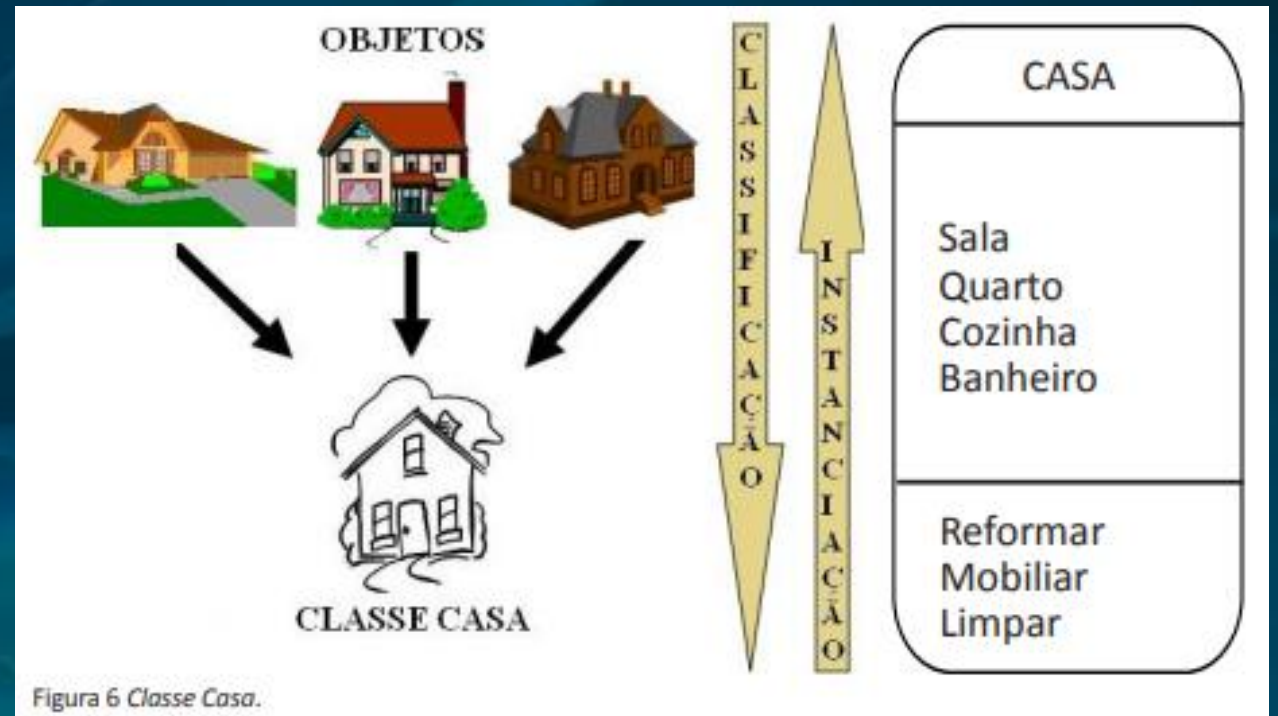 OBJETOS
CLASSE CASA
CLASSIFICAÇÃO
INSTANCIAÇÃO
CASA
Sala
Quarto
Cozinha
Banheiro
Reformar
Mobiliar
Limpar
Figura 6 Classe Casa.